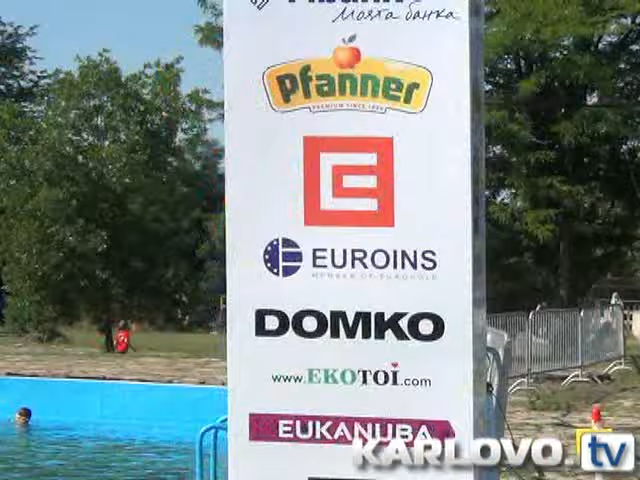 Моята банка
Pfanner
PREMIUM SINCE 1856
EUROINS
MEMBER OF EUROHOLD
DOMKO
www.EKOTOI.com
EUKANUBA
KARLOVO.tv